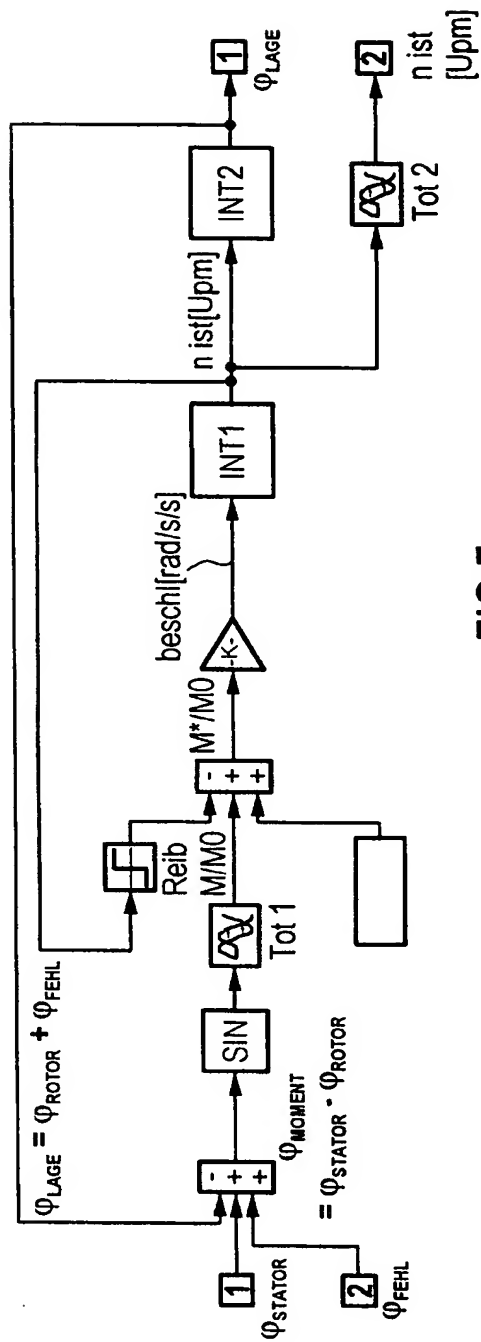 φLAGE = φROTOR + φFEHL
1
φSTATOR
2
φFEHL
-
+
+
φMOMENT
= φSTATOR - φROTOR
SIN
Tot 1
Reib
M/M0
-
+
+
M*/M0
-K-
beschl[rad/s/s]
INT1
n ist[Upm]
INT2
1
φLAGE
Tot 2
2
n ist
[Upm]